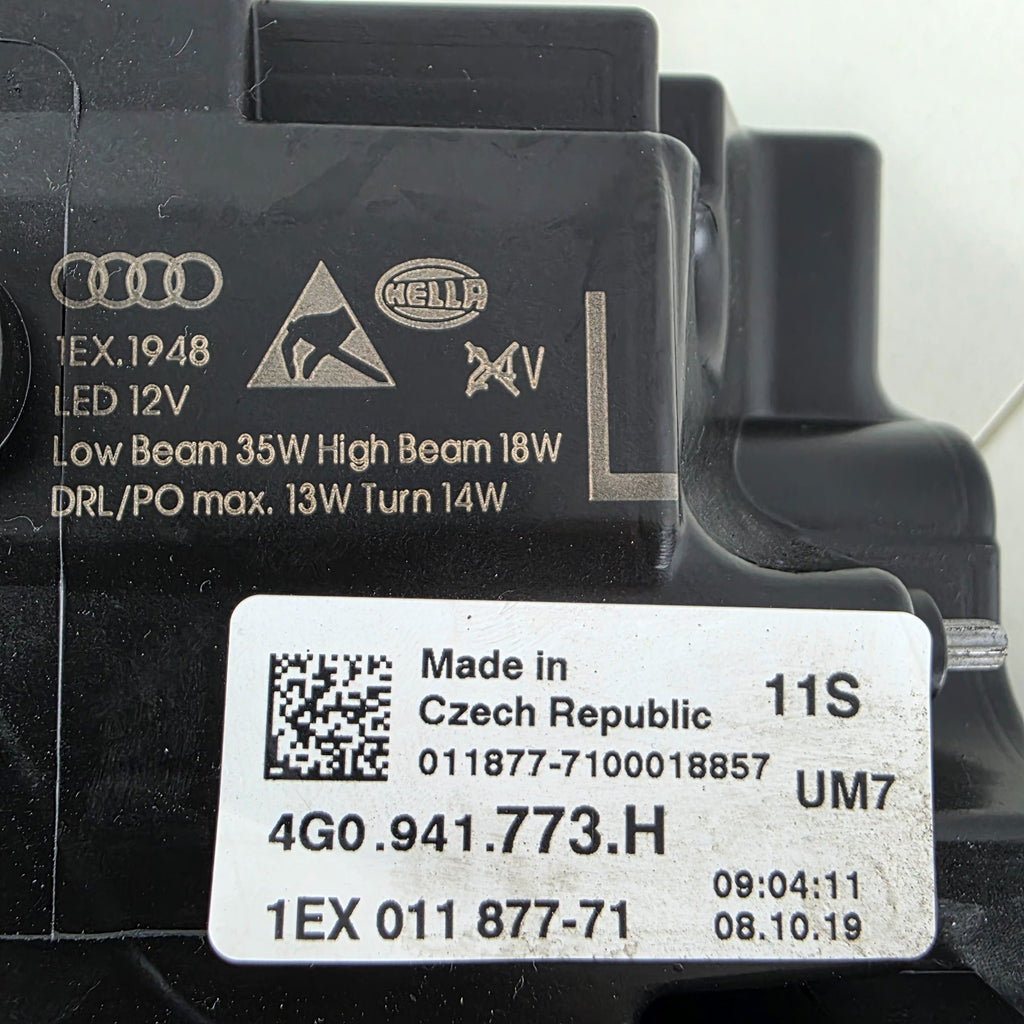 HELLA
1EX.1948
24V
LED 12V
Low Beam 35W High Beam 18W
DRL/PO max. 13W Turn 14W
L
Made in
Czech Republic
11S
011877-7100018857
UM7
4G0.941.773.H
09:04:11
1EX 011 877-71
08.10.19